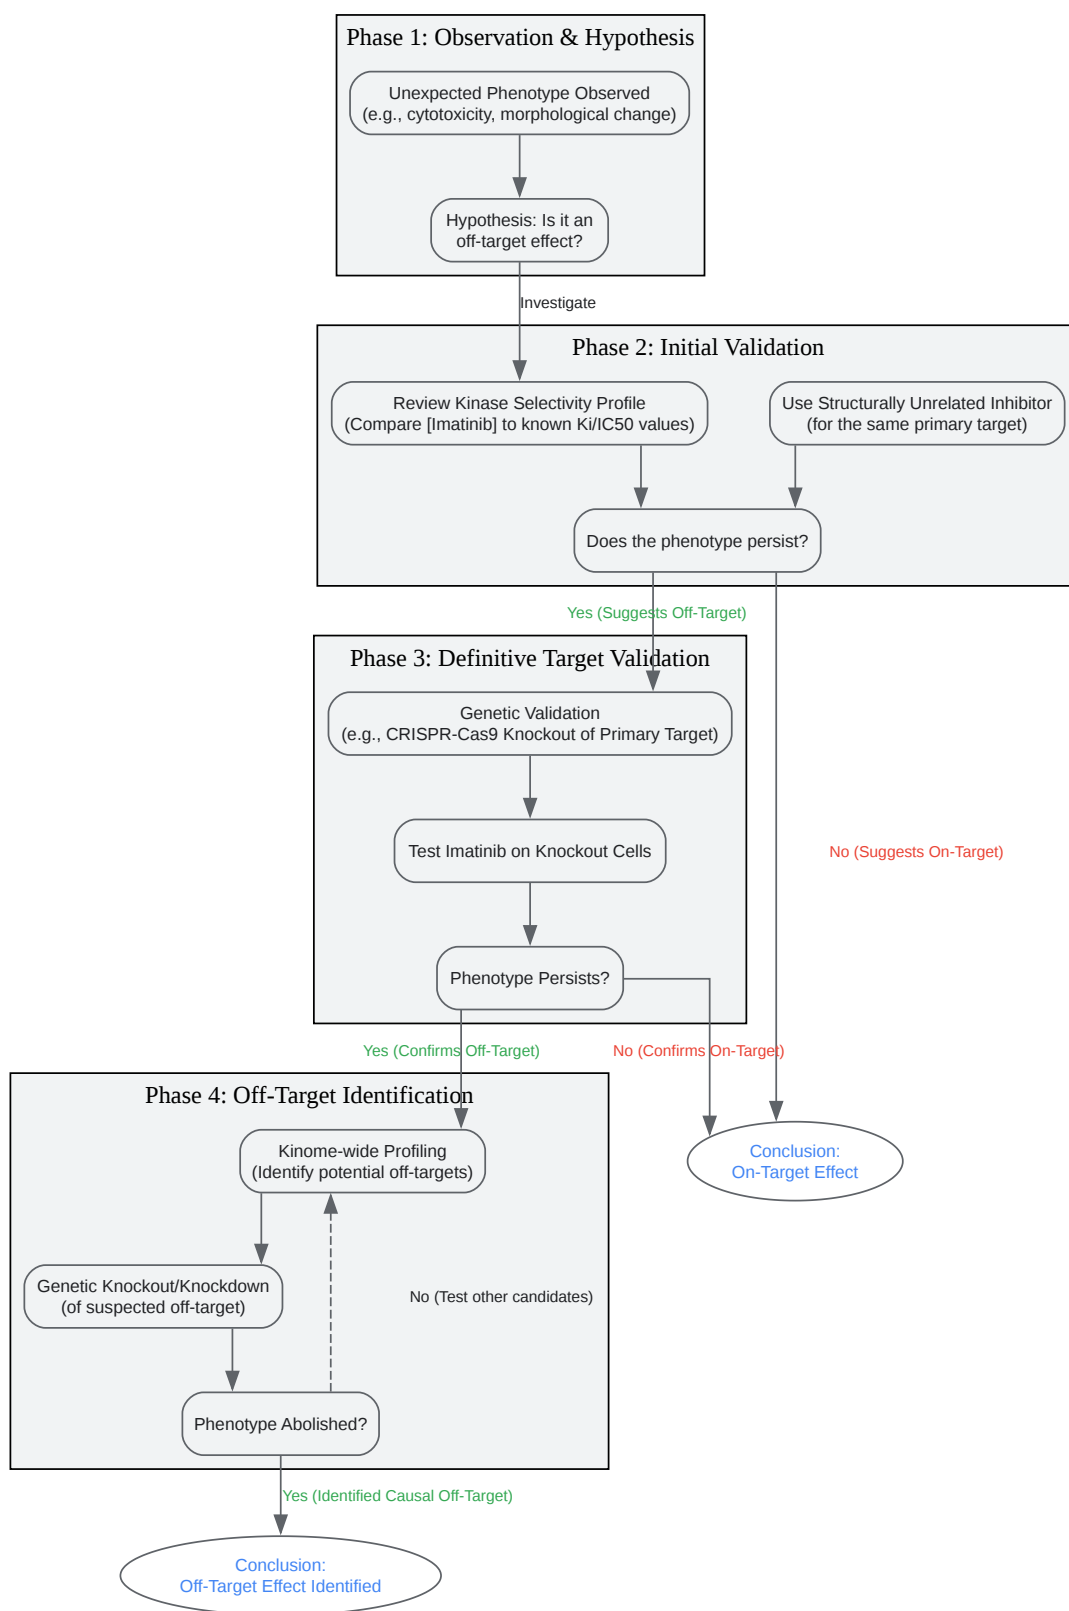 Phase 1: Observation & Hypothesis
Unexpected Phenotype Observed
(e.g., cytotoxicity, morphological change)
Hypothesis: Is it an
off-target effect?
Investigate
Phase 2: Initial Validation
Review Kinase Selectivity Profile
(Compare [Imatinib] to known Ki/IC50 values)
Use Structurally Unrelated Inhibitor
(for the same primary target)
Does the phenotype persist?
Yes (Suggests Off-Target)
Phase 3: Definitive Target Validation
Genetic Validation
(e.g., CRISPR-Cas9 Knockout of Primary Target)
Test Imatinib on Knockout Cells
No (Suggests On-Target)
Phenotype Persists?
Yes (Confirms Off-Target)
No (Confirms On-Target)
Phase 4: Off-Target Identification
Kinome-wide Profiling
(Identify potential off-targets)
Conclusion:
On-Target Effect
Genetic Knockout/Knockdown
(of suspected off-target)
No (Test other candidates)
Phenotype Abolished?
Yes (Identified Causal Off-Target)
Conclusion:
Off-Target Effect Identified